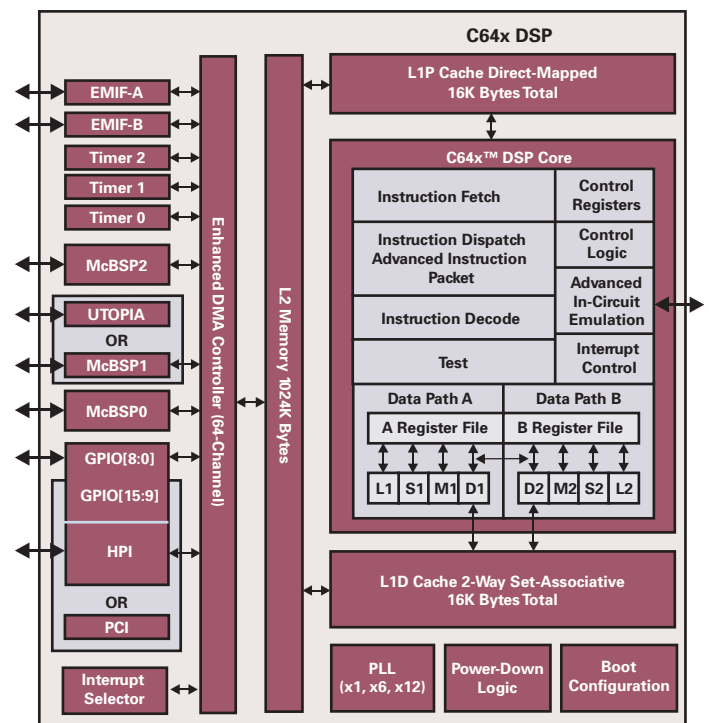 C64x DSP
EMIF-A
EMIF-B
Timer 2
Timer 1
Timer 0
McBSP2
UTOPIA
OR
McBSP1
McBSP0
GPIO[8:0]
GPIO[15:9]
HPI
OR
PCI
Interrupt
Selector
Enhanced DMA Controller (64-Channel)
L2 Memory 1024K Bytes
L1P Cache Direct-Mapped
16K Bytes Total
C64x™ DSP Core
Instruction Fetch
Instruction Dispatch
Advanced Instruction
Packet
Instruction Decode
Test
Control
Registers
Control
Logic
Advanced
In-Circuit
Emulation
Interrupt
Control
Data Path A
A Register File
L1 S1 M1 D1
Data Path B
B Register File
D2 M2 S2 L2
L1D Cache 2-Way Set-Associative
16K Bytes Total
PLL
(x1, x6, x12)
Power-Down
Logic
Boot
Configuration